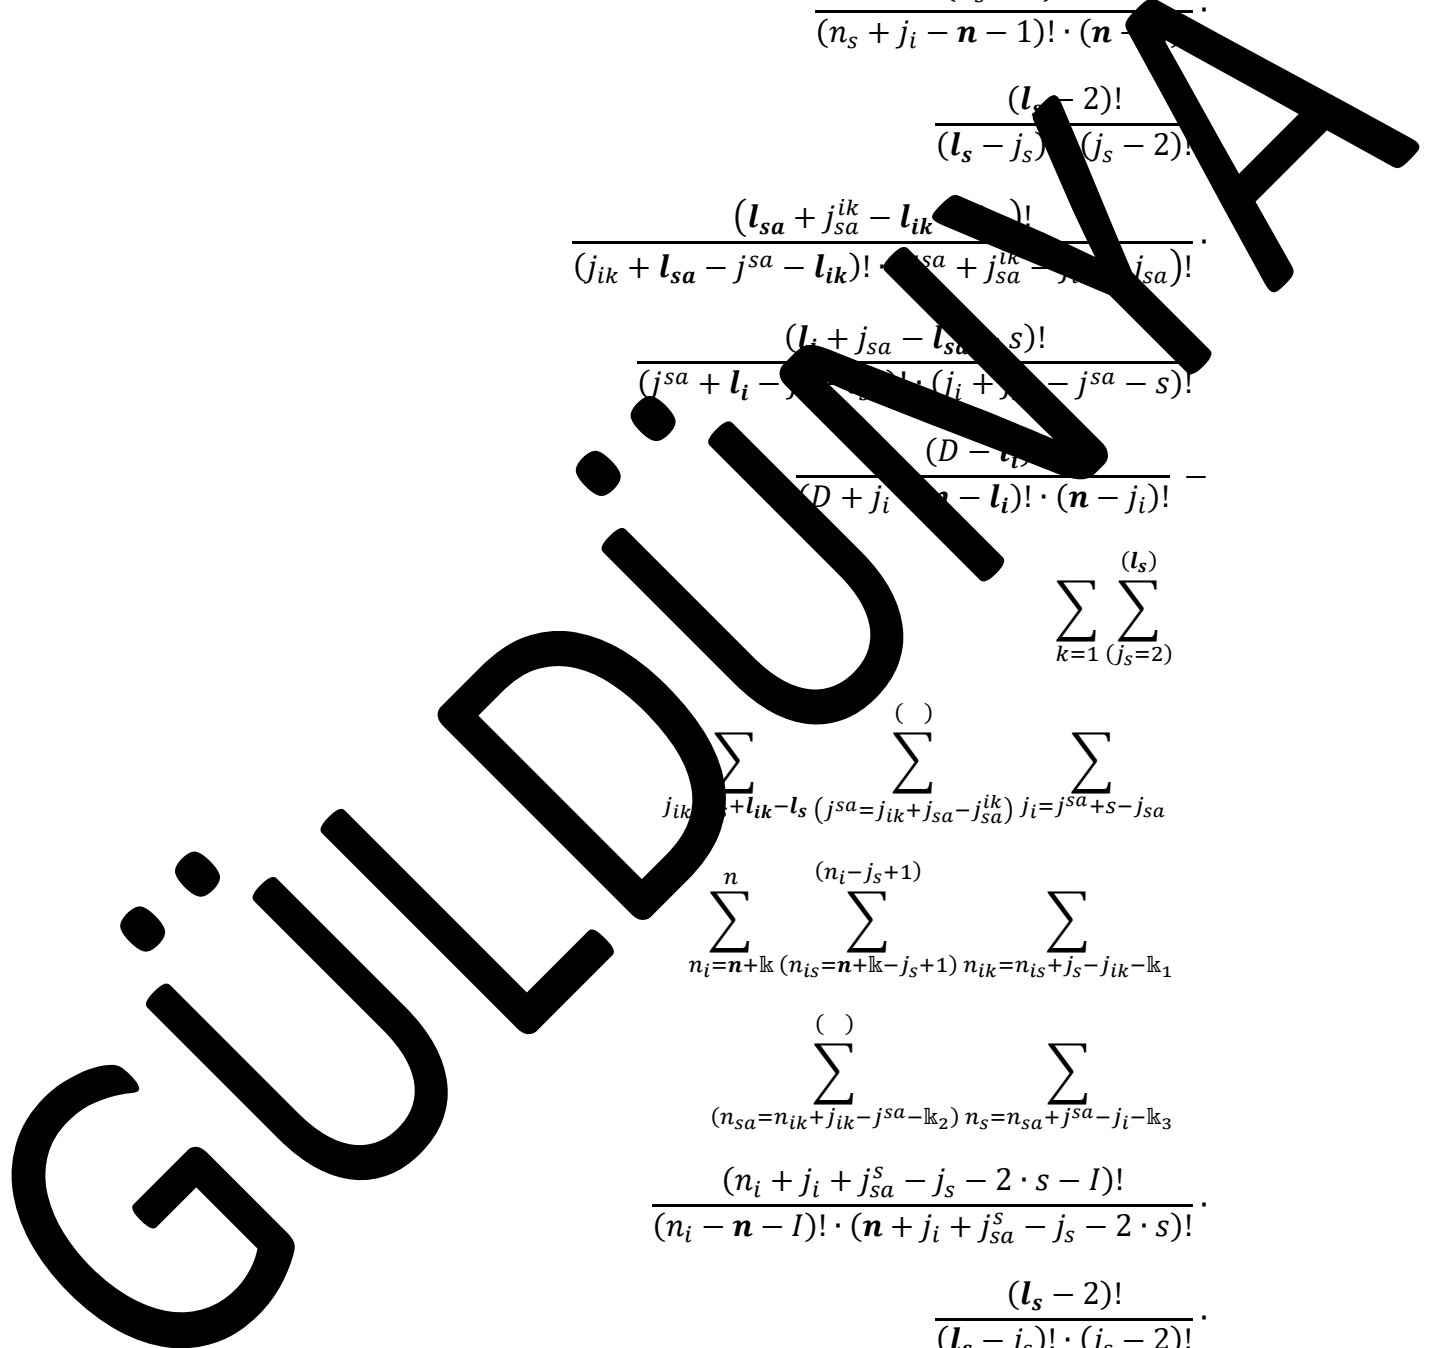 (n_s + j_i − n − 1)! · (n
(l_s − 2)!
(l_s − j_s) (j_s − 2)!
(l_sa + j_sa^ik − l_ik )!
(j_ik + l_sa − j^sa − l_ik)! · j^sa + j_sa^ik − j_sa)!
(l_i + j_sa − l_sa s)!
(j^sa + l_i − )! · (j_i + − j^sa − s)!
(D − l_i)
(D + j_i n − l_i)! · (n − j_i)! −
(l_s)
∑ ∑
k=1 (j_s=2)
( )
∑ ∑ ∑
j_ik +l_ik−l_s (j^sa=j_ik+j_sa−j_sa^ik) j_i=j^sa+s−j_sa
n (n_i−j_s+1)
∑ ∑ ∑
n_i=n+𝕜 (n_is=n+𝕜−j_s+1) n_ik=n_is+j_s−j_ik−𝕜_1
( )
∑ ∑
(n_sa=n_ik+j_ik−j^sa−𝕜_2) n_s=n_sa+j^sa−j_i−𝕜_3
(n_i + j_i + j_sa^s − j_s − 2 · s − I)!
(n_i − n − I)! · (n + j_i + j_sa^s − j_s − 2 · s)! ·
(l_s − 2)!
(l_s − j_s)! · (j_s − 2)! ·
GÜLDÜNYA